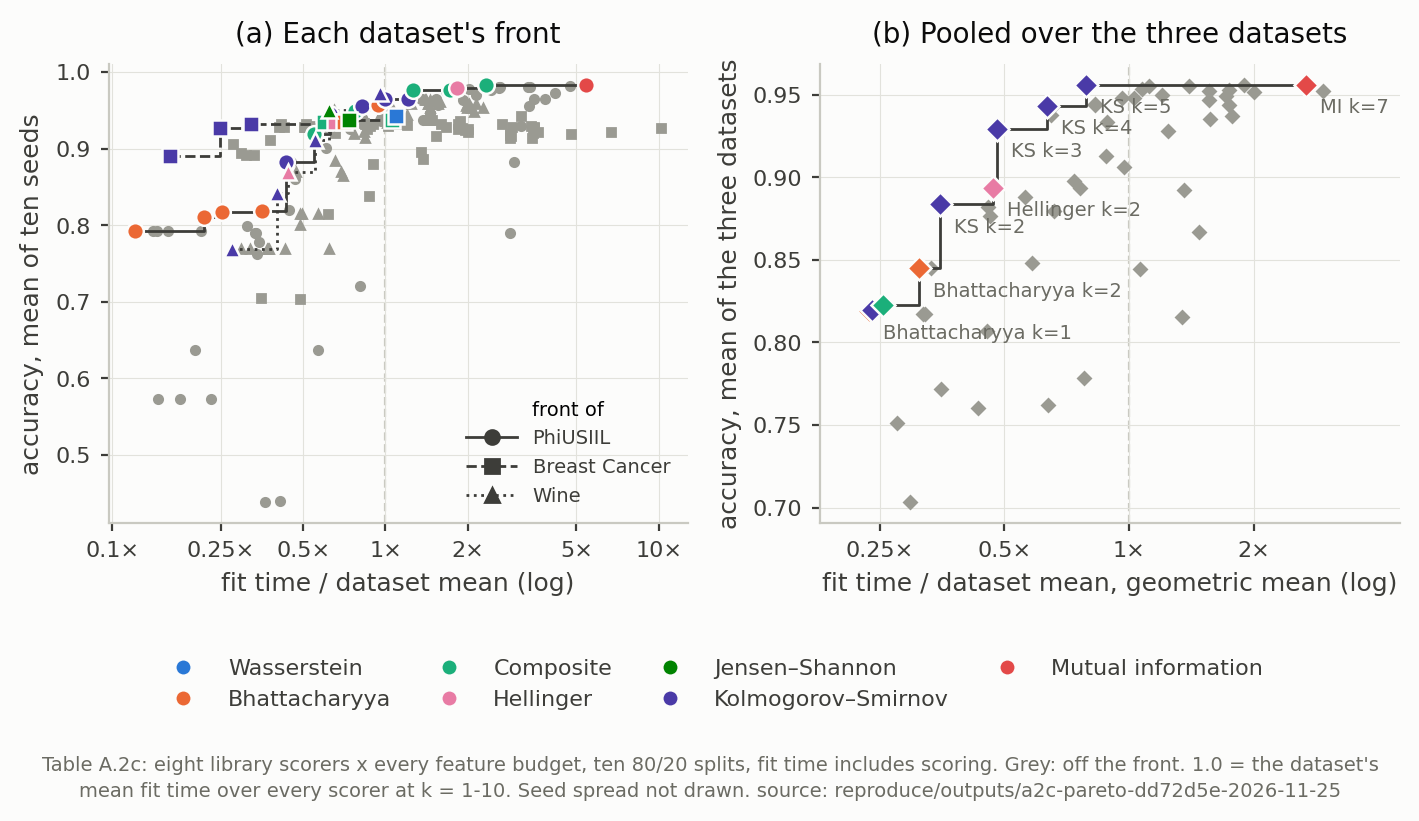 (a) Each dataset's front
accuracy, mean of ten seeds
1.0
0.9
0.8
0.7
0.6
0.5
0.1×
0.25×
0.5×
1×
2×
5×
10×
fit time / dataset mean (log)
front of
PhiUSIIL
Breast Cancer
Wine
(b) Pooled over the three datasets
accuracy, mean of the three datasets
0.95
0.90
0.85
0.80
0.75
0.70
0.25×
0.5×
1×
2×
fit time / dataset mean, geometric mean (log)
KS k=5
MI k=7
KS k=4
KS k=3
Hellinger k=2
KS k=2
Bhattacharyya k=2
Bhattacharyya k=1
Wasserstein
Bhattacharyya
Composite
Hellinger
Jensen–Shannon
Kolmogorov–Smirnov
Mutual information
Table A.2c: eight library scorers x every feature budget, ten 80/20 splits, fit time includes scoring. Grey: off the front. 1.0 = the dataset's
mean fit time over every scorer at k = 1-10. Seed spread not drawn. source: reproduce/outputs/a2c-pareto-dd72d5e-2026-11-25